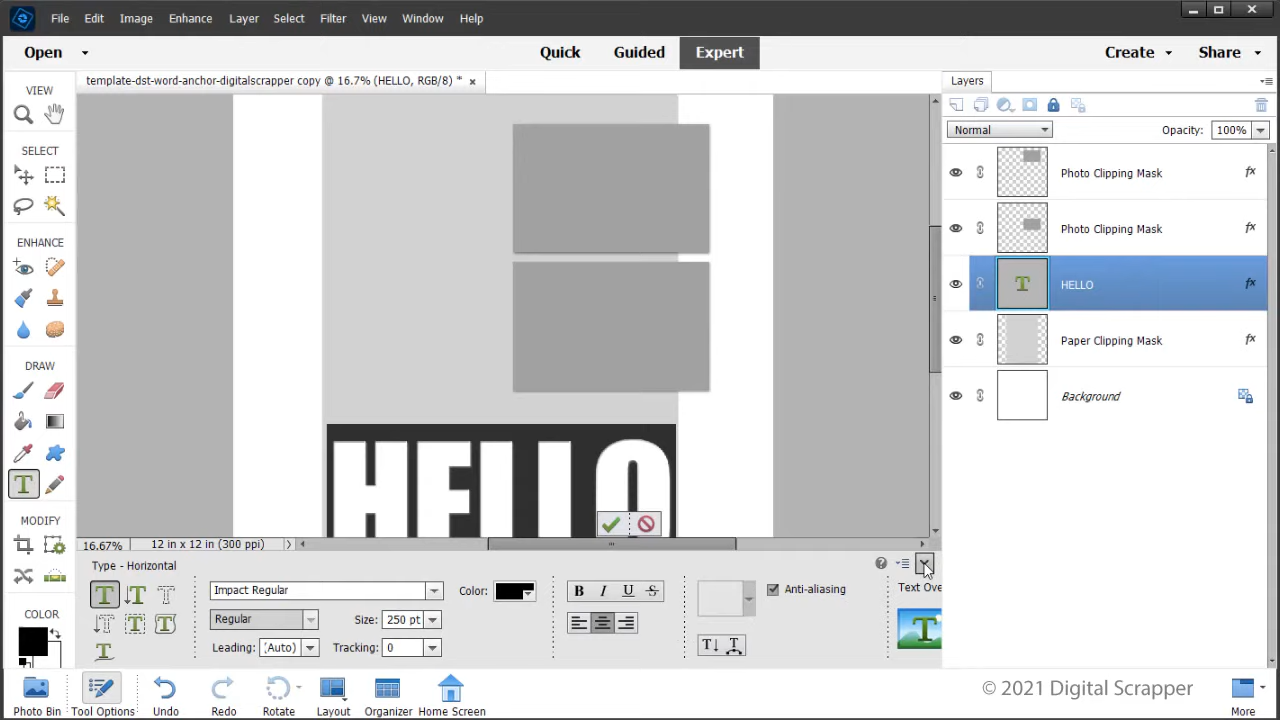 File Edit Image Enhance Layer Select Filter View Window Help
Open Quick Guided Expert Create Share
template-dst-word-anchor-digitalscrapper copy @ 16.7% (HELLO, RGB/8) *
Layers
VIEW
Normal Opacity: 100%
SELECT
Photo Clipping Mask fx
Photo Clipping Mask fx
ENHANCE
HELLO fx
Paper Clipping Mask fx
DRAW
Background
HELLO
MODIFY
16.67% 12 in x 12 in (300 ppi)
Type - Horizontal
Impact Regular Color: B I U S Anti-aliasing Text Ove
Regular Size: 250 pt
Leading: (Auto) Tracking: 0
COLOR
© 2021 Digital Scrapper
Photo Bin Tool Options Undo Redo Rotate Layout Organizer Home Screen More